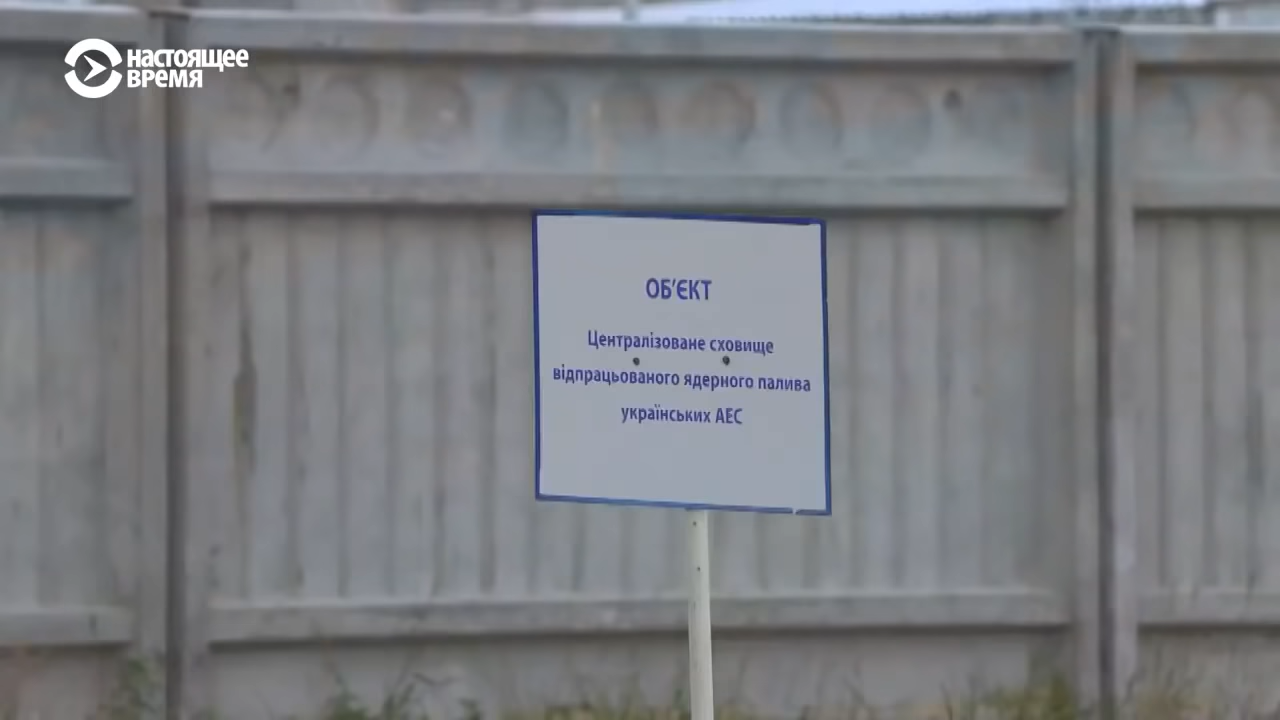 НАСТОЯЩЕЕ
ВРЕМЯ
ОБ'ЄКТ
Централізоване сховище
відпрацьованого ядерного палива
українських АЕС